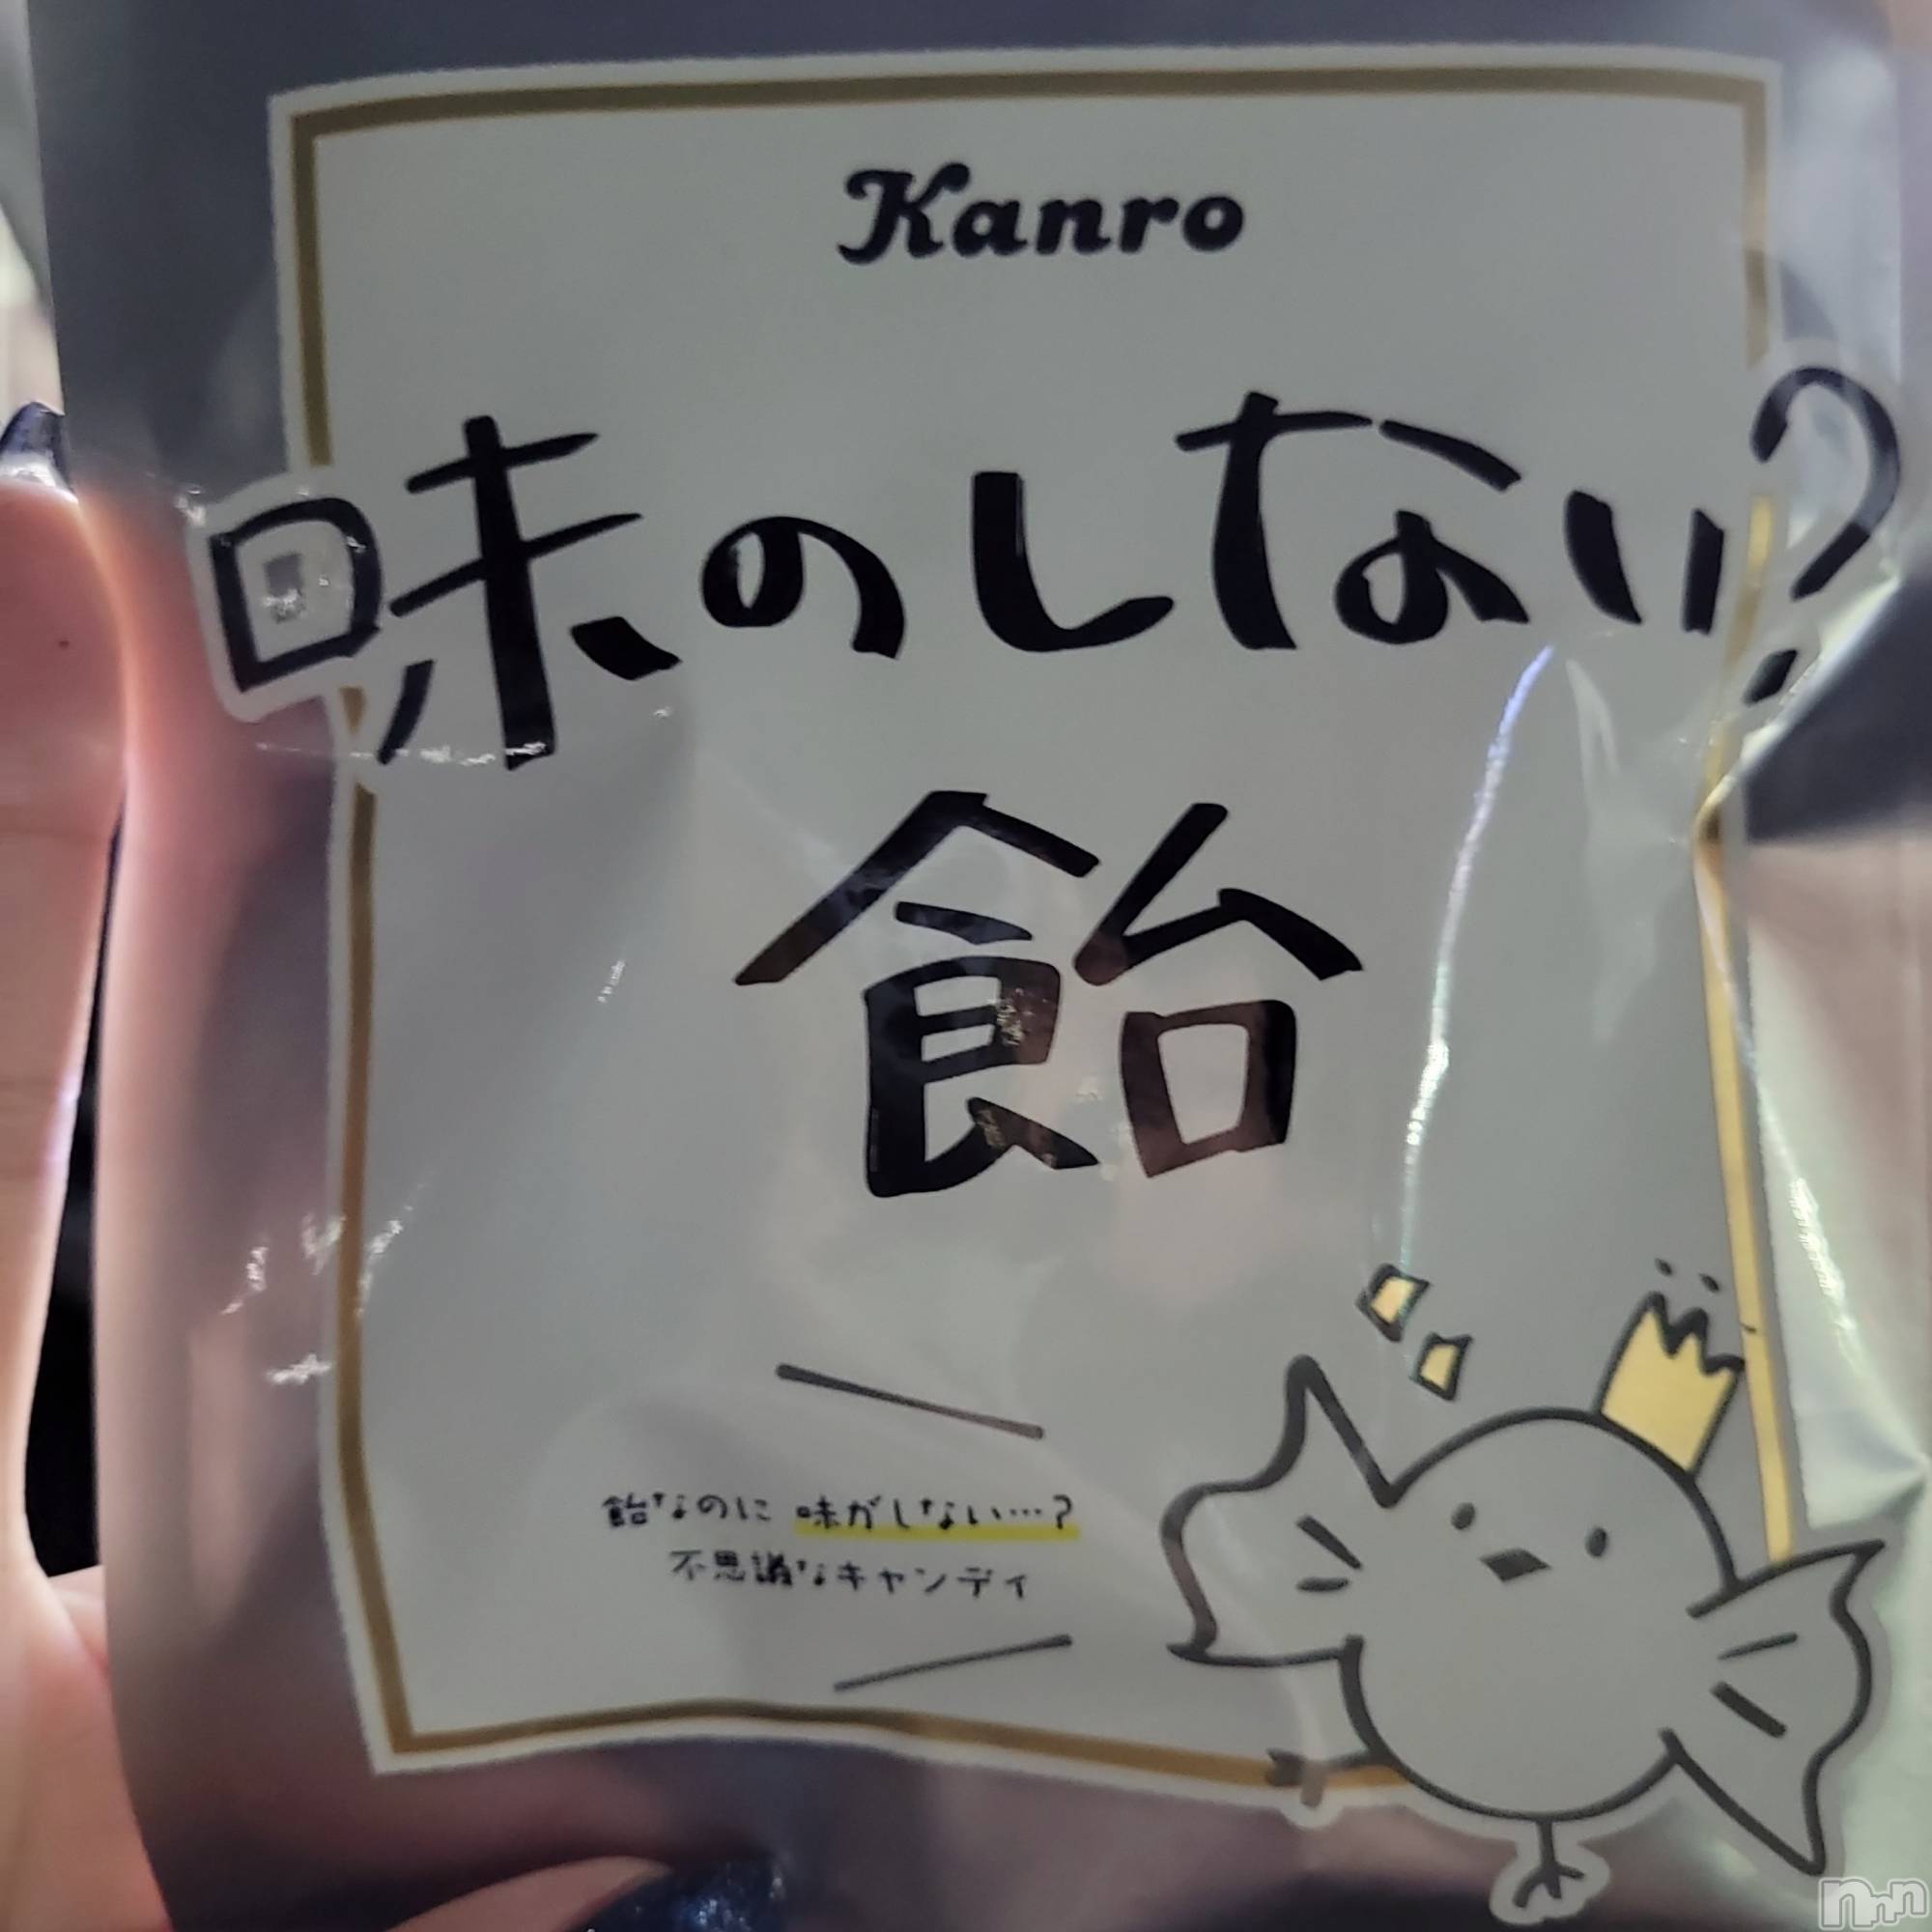 Kanro
味のしない?
飴
飴なのに 味がしない…?
不思議なキャンディ